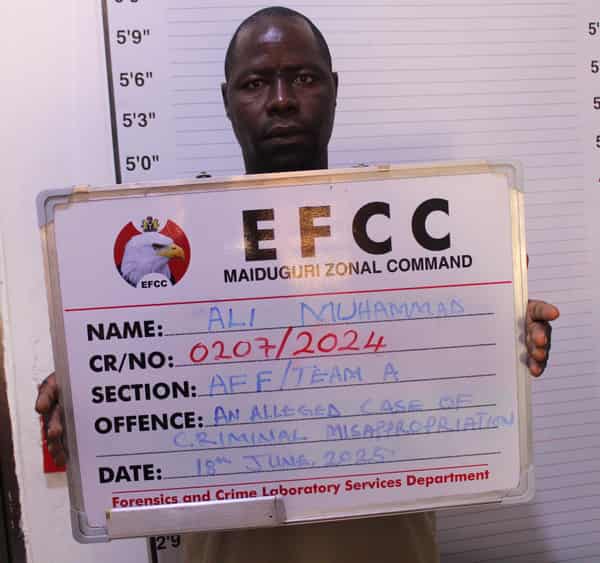 5'9"
5'6"
5'3"
5'0"
EFCC
MAIDUGURI ZONAL COMMAND
EFCC
NAME: ALI MUHAMMAD
CR/NO: 0207/2024
SECTION: AFF/TEAM A
OFFENCE: AN ALLEGED CASE OF
CRIMINAL MISAPPROPRIATION
DATE: 18TH JUNE, 2025
Forensics and Crime Laboratory Services Department
2'9